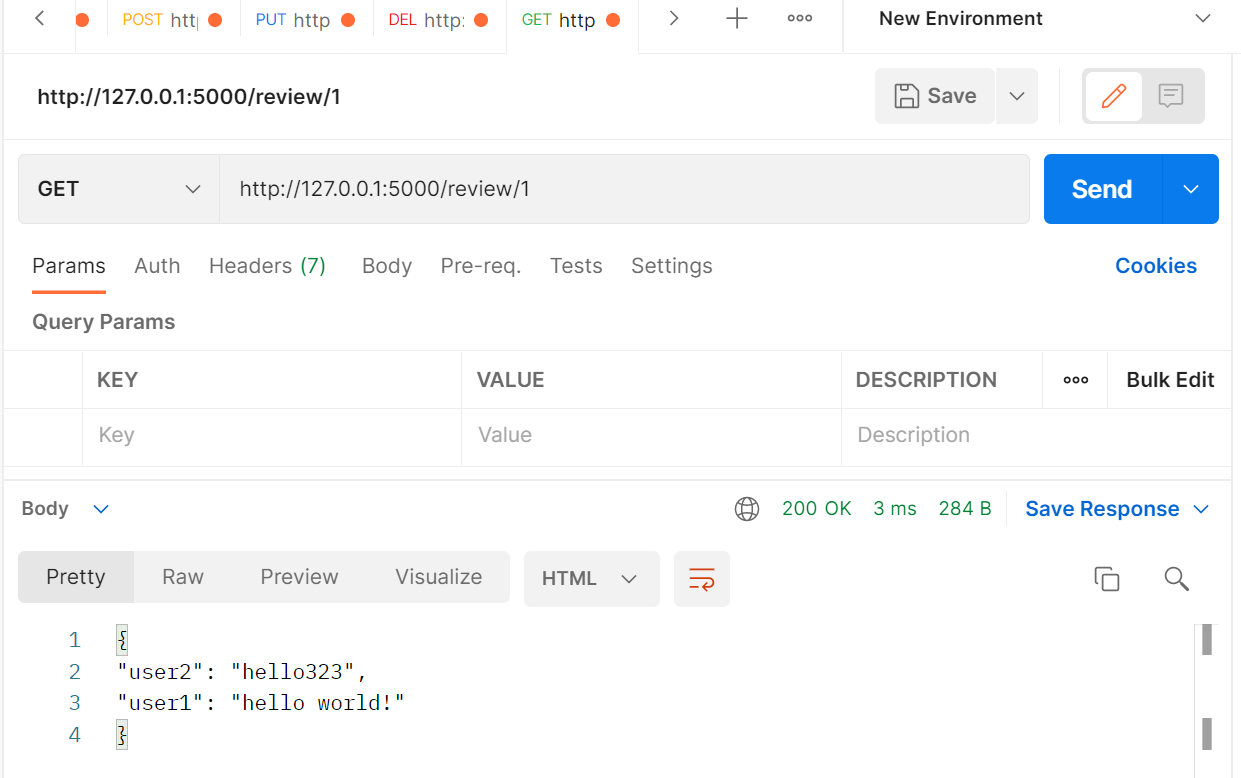 POST htt PUT http DEL http: GET http New Environment
http://127.0.0.1:5000/review/1 Save
GET http://127.0.0.1:5000/review/1 Send
Params Auth Headers (7) Body Pre-req. Tests Settings Cookies
Query Params
KEY VALUE DESCRIPTION ooo Bulk Edit
Key Value Description
Body 200 OK 3 ms 284 B Save Response
Pretty Raw Preview Visualize HTML
1 {
2 "user2": "hello323",
3 "user1": "hello world!"
4 }